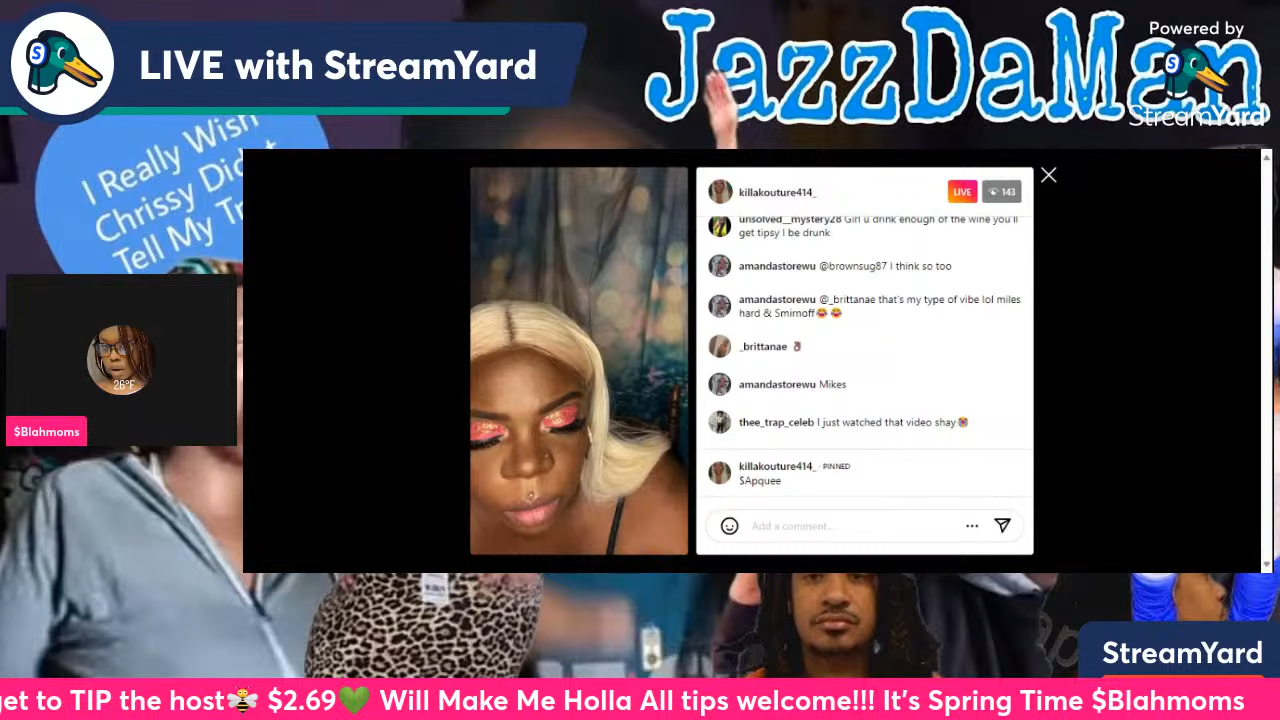 S
LIVE with StreamYard
JazzDaMan
Powered by
S
StreamYard
I Really Wish
Chrissy
Tell My
killakouture414_
LIVE
143
unsolved__mystery28 Girl u drink enough of the wine you'll
get tipsy I be drunk
amandastorewu @brownsug87 I think so too
amandastorewu @_brittanae that's my type of vibe lol miles
hard & Smirnoff😂😂
_brittanae
amandastorewu Mikes
thee_trap_celeb I just watched that video shay
killakouture414_ · PINNED
$Apquee
Add a comment...
26°F
$Blahmoms
StreamYard
get to TIP the host🐝 $2.69💚 Will Make Me Holla All tips welcome!!! It's Spring Time $Blahmoms